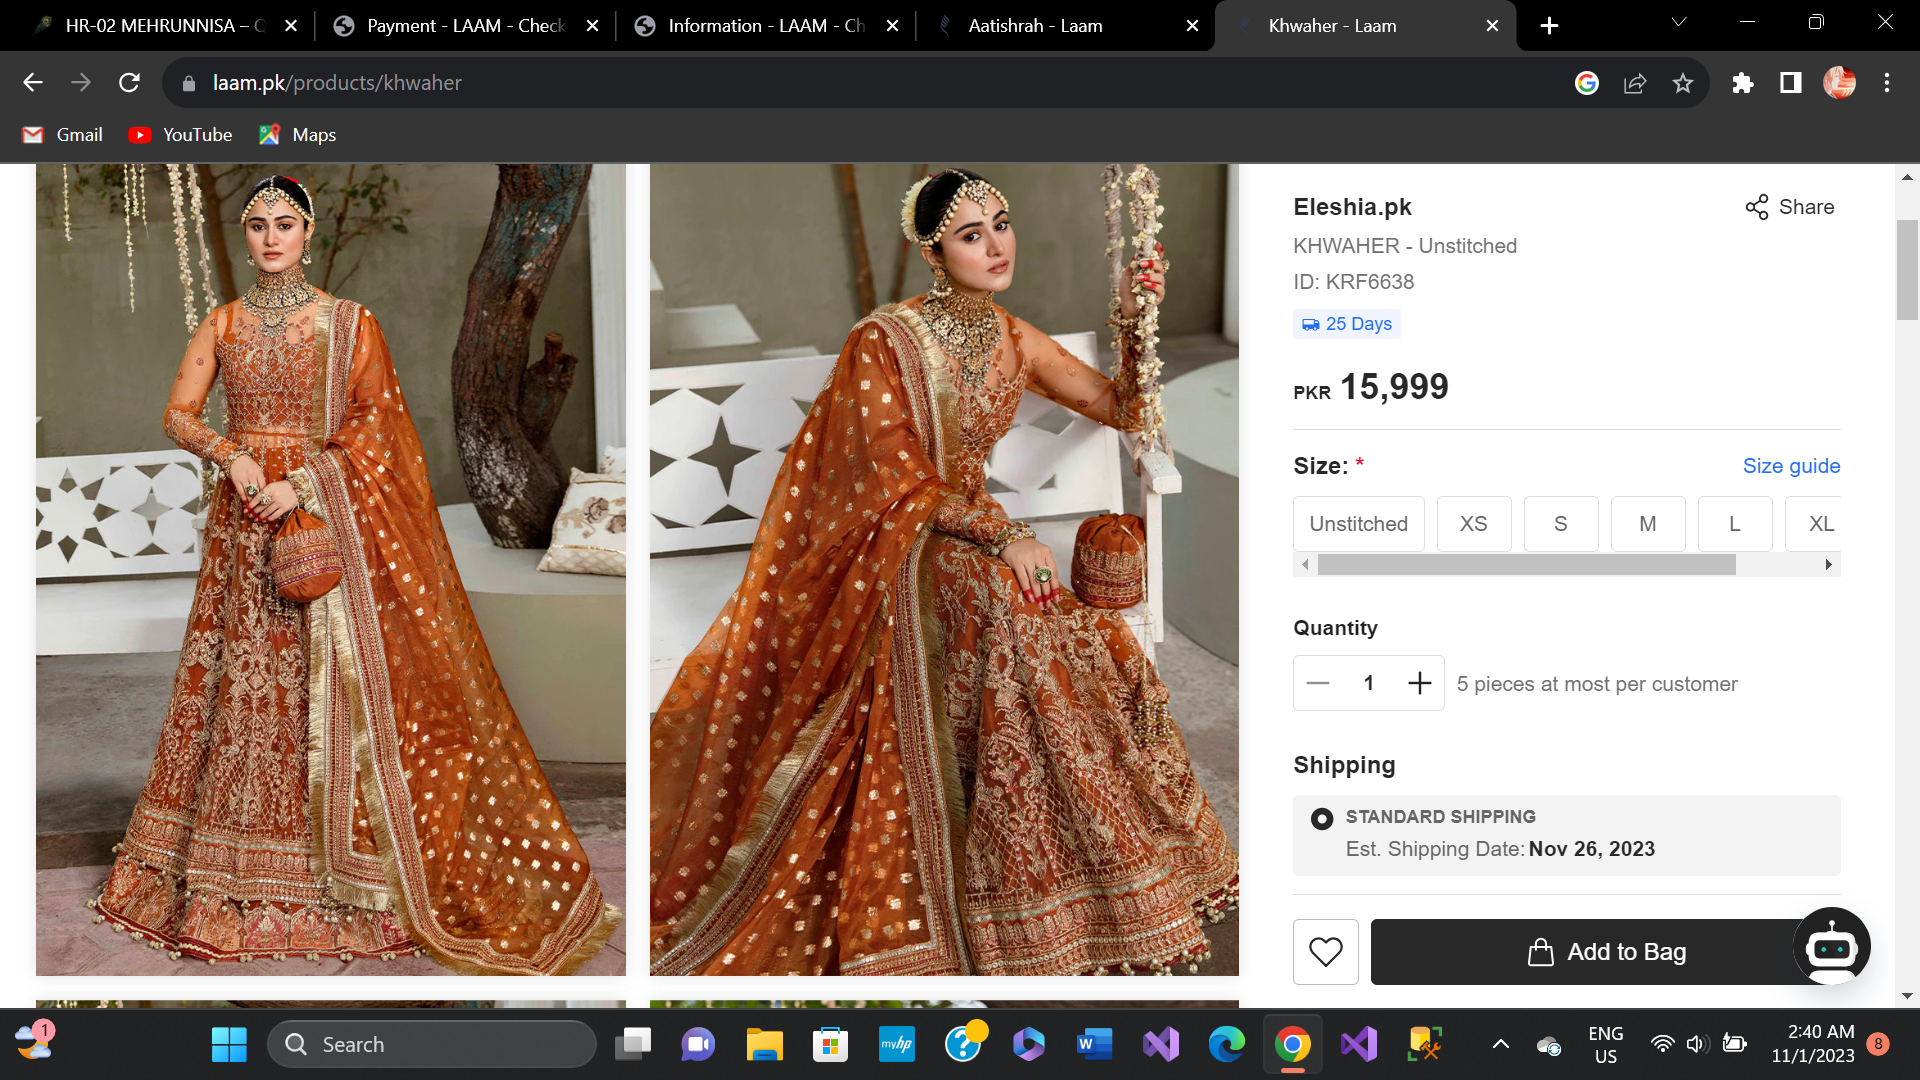 HR-02 MEHRUNNISA –
Payment - LAAM - Check
Information - LAAM - Ch
Aatishrah - Laam
Khwaher - Laam
laam.pk/products/khwaher
Gmail
YouTube
Maps
Eleshia.pk
Share
KHWAHER - Unstitched
ID: KRF6638
25 Days
PKR 15,999
Size: *
Size guide
Unstitched
XS
S
M
L
XL
Quantity
1
5 pieces at most per customer
Shipping
STANDARD SHIPPING
Est. Shipping Date: Nov 26, 2023
Add to Bag
1
Search
myhp
W
ENG
US
2:40 AM
11/1/2023
8